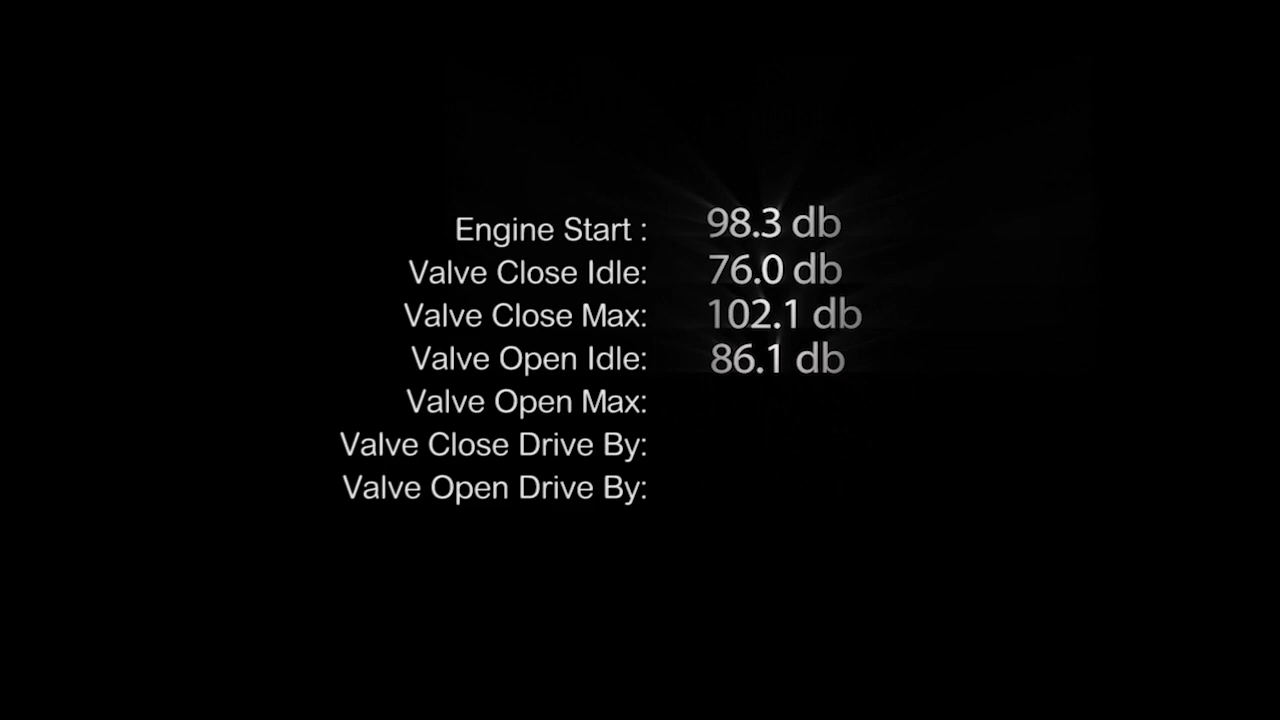 Engine Start : 98.3 db
Valve Close Idle: 76.0 db
Valve Close Max: 102.1 db
Valve Open Idle: 86.1 db
Valve Open Max:
Valve Close Drive By:
Valve Open Drive By: